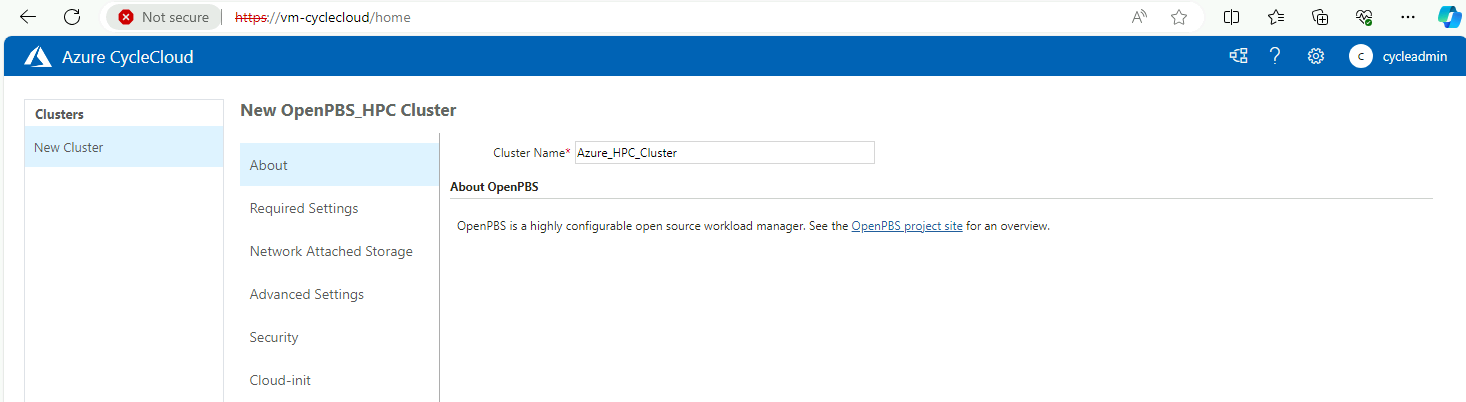 Not secure https://vm-cyclecloud/home
Azure CycleCloud
C cycleadmin
Clusters
New Cluster
New OpenPBS_HPC Cluster
About
Required Settings
Network Attached Storage
Advanced Settings
Security
Cloud-init
Cluster Name* Azure_HPC_Cluster
About OpenPBS
OpenPBS is a highly configurable open source workload manager. See the OpenPBS project site for an overview.